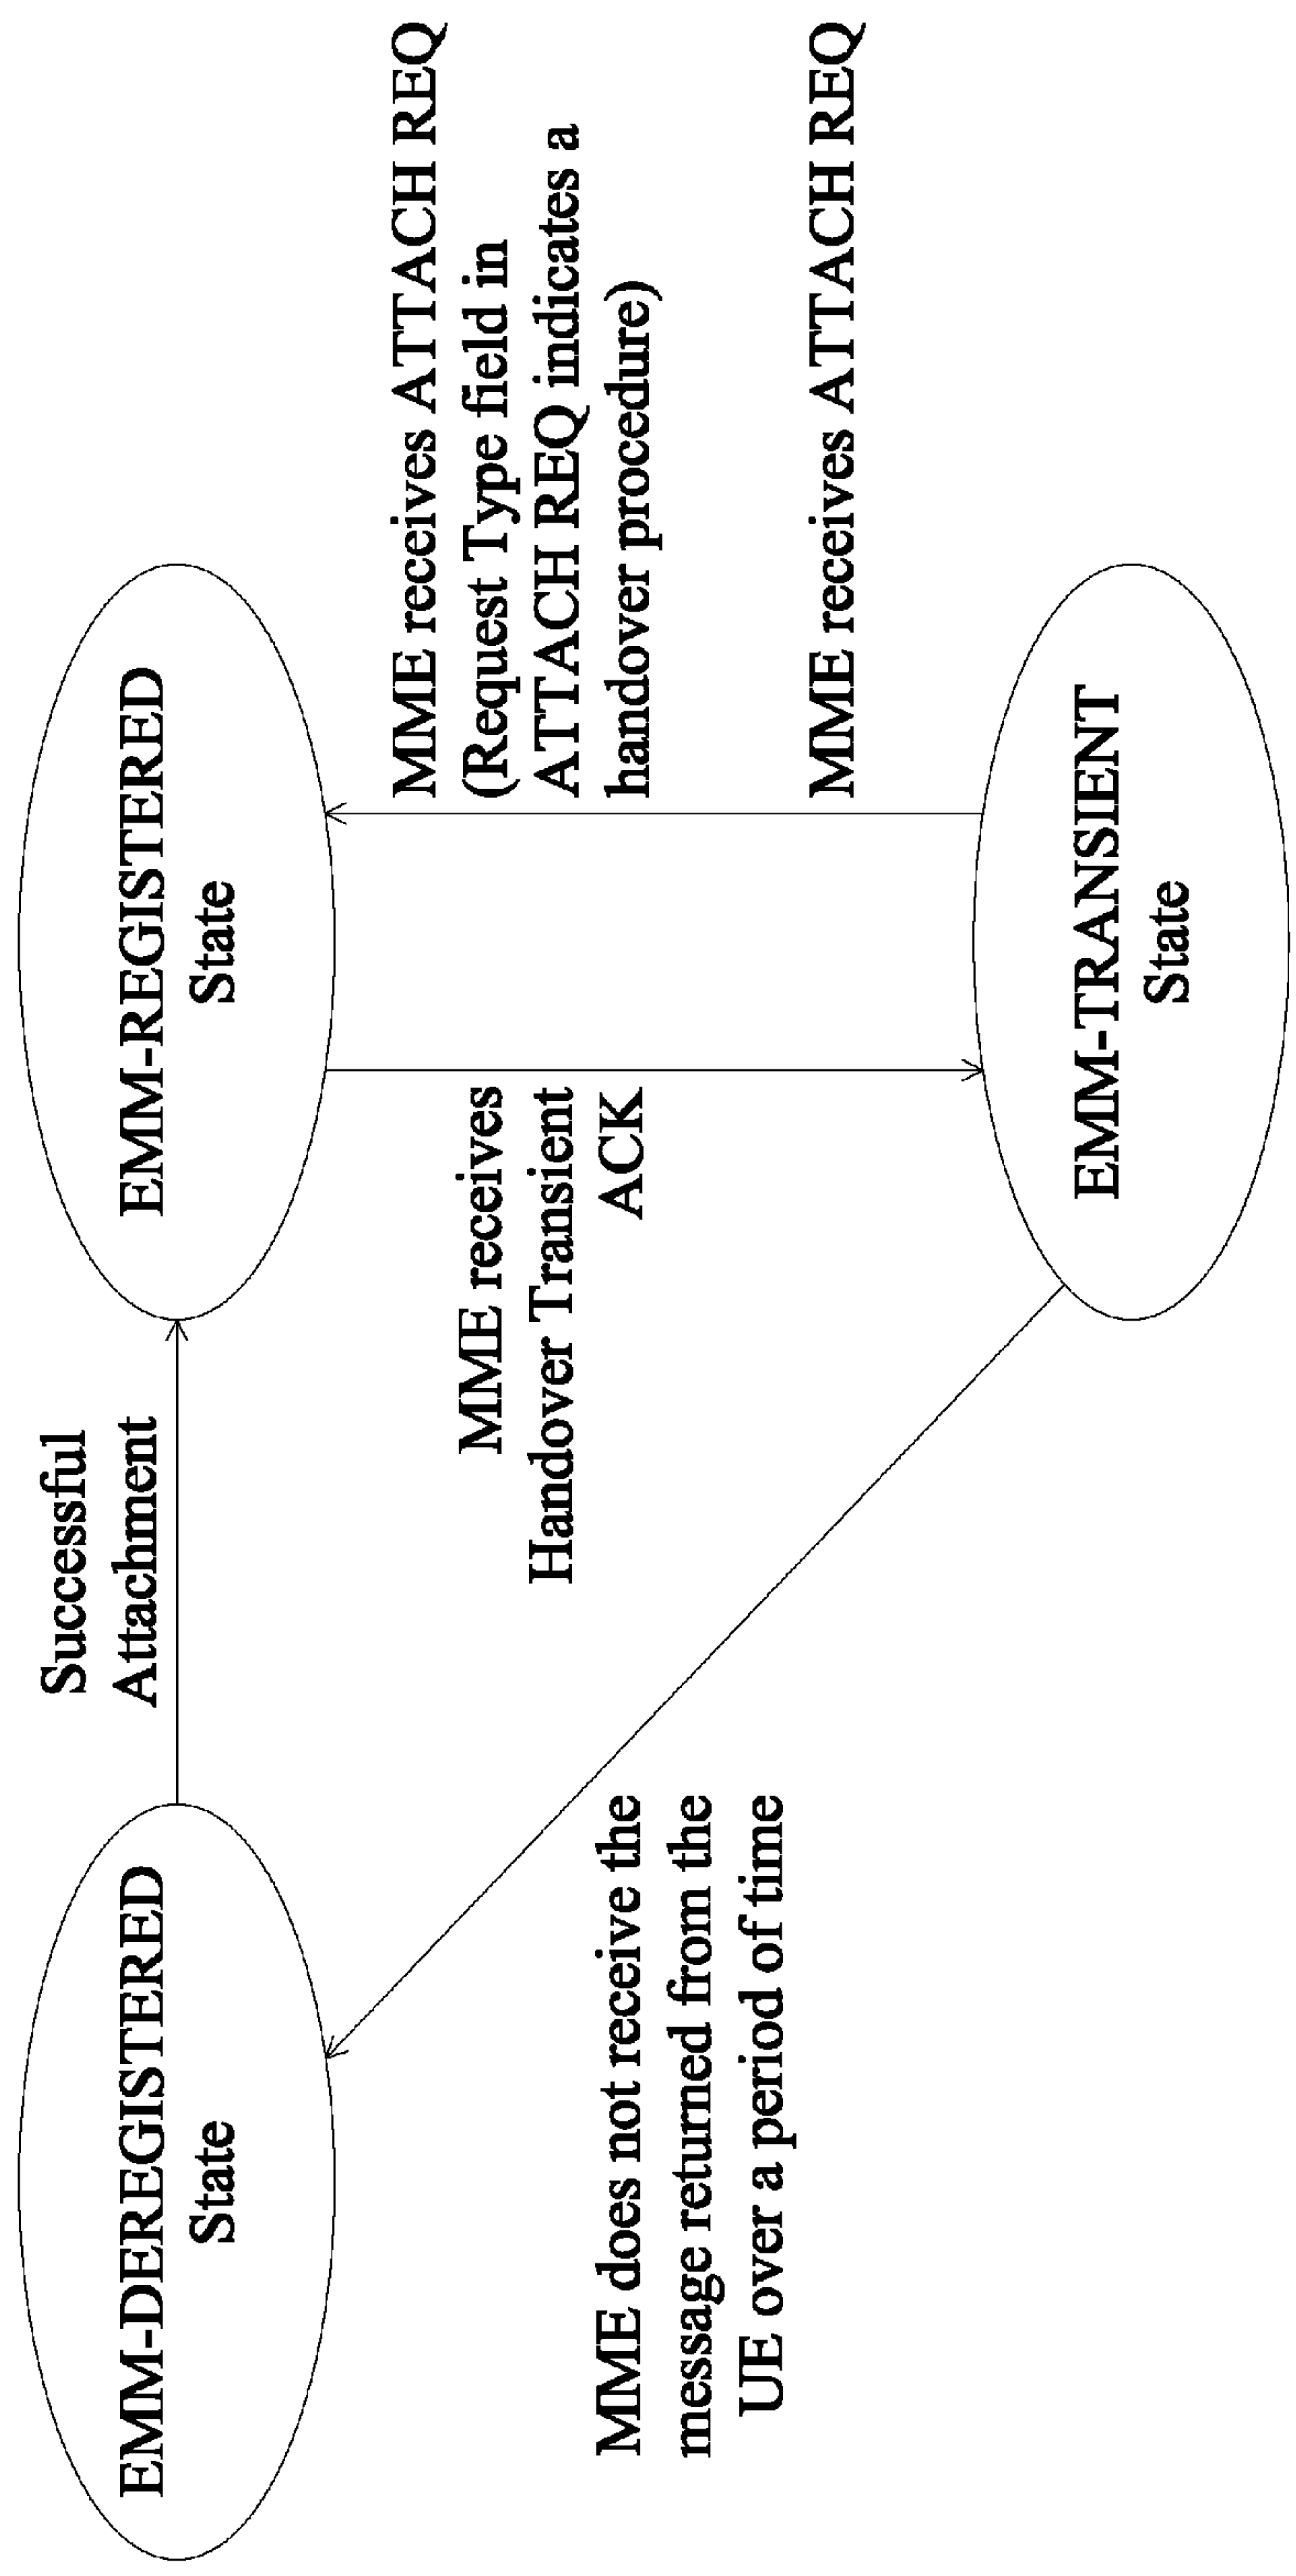 EMM-DEREGISTERED
State
Successful
Attachment
EMM-REGISTERED
State
MME receives
Handover Transient
ACK
MME receives ATTACH REQ
(Request Type field in
ATTACH REQ indicates a
handover procedure)
MME receives ATTACH REQ
MME does not receive the
message returned from the
UE over a period of time
EMM-TRANSIENT
State